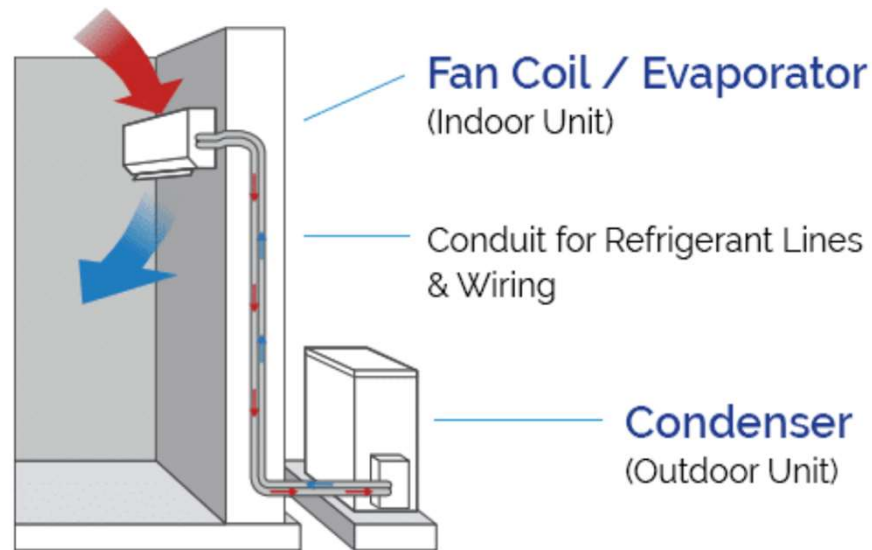 Fan Coil / Evaporator
(Indoor Unit)
Conduit for Refrigerant Lines
& Wiring
Condenser
(Outdoor Unit)